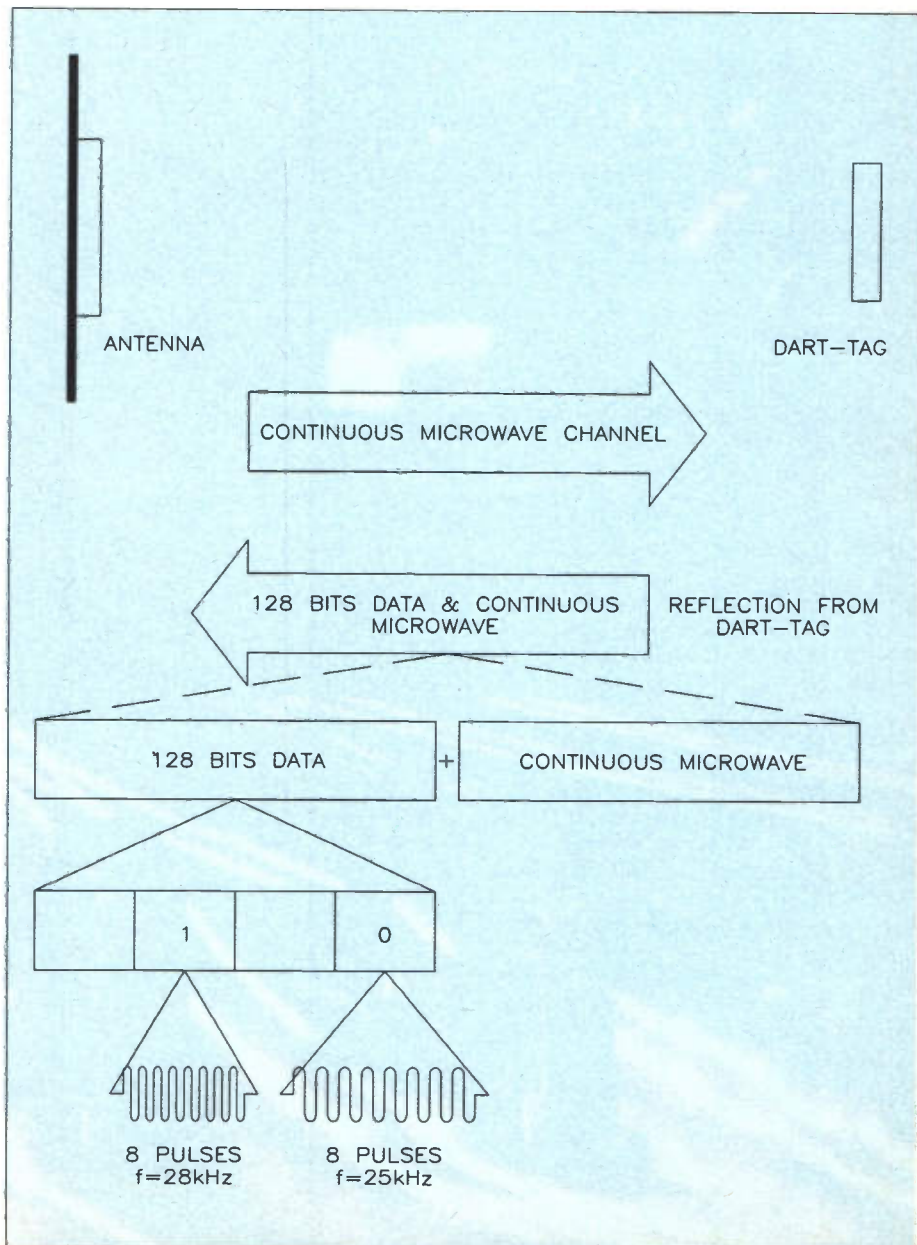 ANTENNA
DART-TAG
CONTINUOUS MICROWAVE CHANNEL
128 BITS DATA & CONTINUOUS
MICROWAVE
REFLECTION FROM
DART-TAG
128 BITS DATA
+
CONTINUOUS MICROWAVE
1
0
8 PULSES
f=28kHz
8 PULSES
f=25kHz